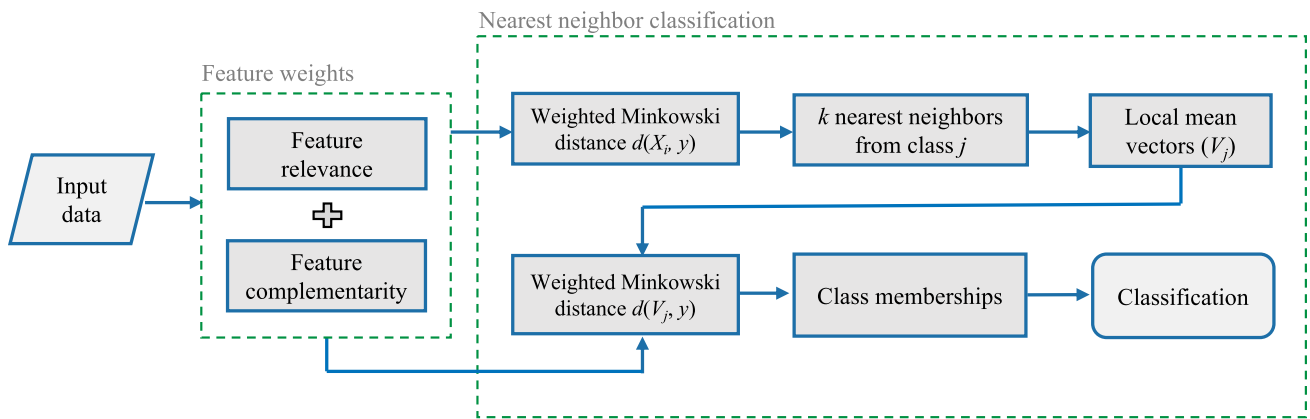 Nearest neighbor classification
Feature weights
Input
data
Feature
relevance
Feature
complementarity
Weighted Minkowski
distance d(Xᵢ, y)
k nearest neighbors
from class j
Local mean
vectors (Vⱼ)
Weighted Minkowski
distance d(Vⱼ, y)
Class memberships
Classification